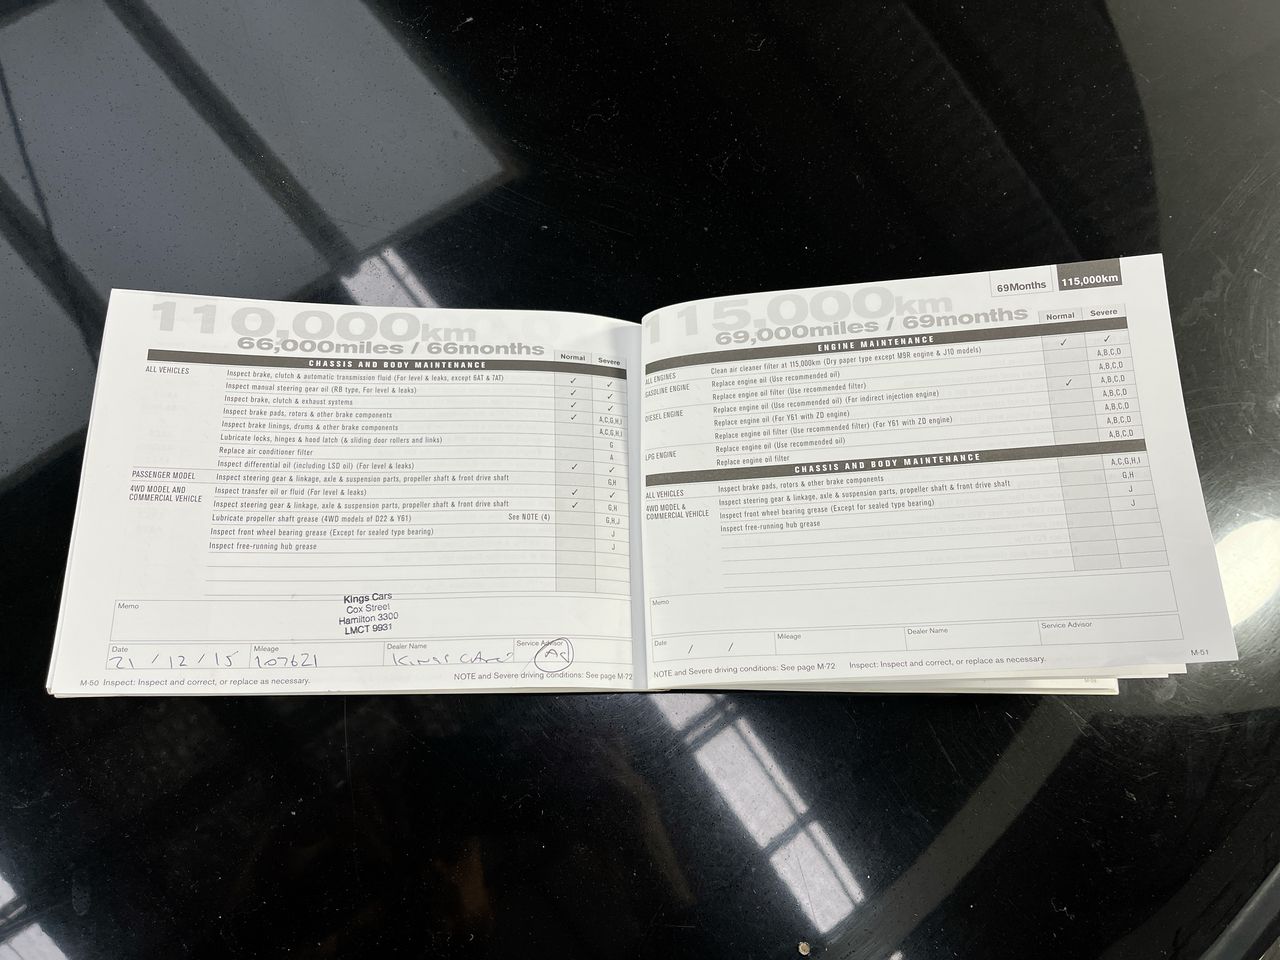 110,000km
66,000miles / 66months
CHASSIS AND BODY MAINTENANCE Normal Severe
ALL VEHICLES Inspect brake, clutch & automatic transmission fluid (For level & leaks, except 6AT & 7AT) ✓ ✓
Inspect manual steering gear oil (RB type, For level & leaks) ✓ ✓
Inspect brake, clutch & exhaust systems ✓ ✓
Inspect brake pads, rotors & other brake components ✓ A,C,G,H,I
Inspect brake linings, drums & other brake components A,C,G,H,I
Lubricate locks, hinges & hood latch (& sliding door rollers and links) G
Replace air conditioner filter A
Inspect differential oil (including LSD oil) (For level & leaks) ✓ ✓
PASSENGER MODEL Inspect steering gear & linkage, axle & suspension parts, propeller shaft & front drive shaft G,H
4WD MODEL AND COMMERCIAL VEHICLE Inspect transfer oil or fluid (For level & leaks) ✓ ✓
Inspect steering gear & linkage, axle & suspension parts, propeller shaft & front drive shaft ✓ G,H
Lubricate propeller shaft grease (4WD models of D22 & Y61) See NOTE (4) G,H,J
Inspect front wheel bearing grease (Except for sealed type bearing) J
Inspect free-running hub grease J
Memo
Kings Cars
Cox Street
Hamilton 3300
LMCT 9931
Date Mileage Dealer Name Service Advisor
21 / 12 / 15 107621 Kings Cars AG
M-50 Inspect: Inspect and correct, or replace as necessary. NOTE and Severe driving conditions: See page M-72
69Months 115,000km
115,000km
69,000miles / 69months
ENGINE MAINTENANCE Normal Severe
ALL ENGINES Clean air cleaner filter at 115,000km (Dry paper type except M9R engine & J10 models) ✓ ✓
GASOLINE ENGINE Replace engine oil (Use recommended oil) A,B,C,D
Replace engine oil filter (Use recommended filter) A,B,C,D
DIESEL ENGINE Replace engine oil (Use recommended oil) (For indirect injection engine) ✓ A,B,C,D
Replace engine oil (For Y61 with ZD engine) A,B,C,D
Replace engine oil filter (Use recommended filter) (For Y61 with ZD engine) A,B,C,D
LPG ENGINE Replace engine oil (Use recommended oil) A,B,C,D
Replace engine oil filter A,B,C,D
CHASSIS AND BODY MAINTENANCE
ALL VEHICLES Inspect brake pads, rotors & other brake components A,C,G,H,I
4WD MODEL & COMMERCIAL VEHICLE Inspect steering gear & linkage, axle & suspension parts, propeller shaft & front drive shaft G,H
Inspect front wheel bearing grease (Except for sealed type bearing) J
Inspect free-running hub grease J
Memo
Date / / Mileage Dealer Name Service Advisor
NOTE and Severe driving conditions: See page M-72 Inspect: Inspect and correct, or replace as necessary. M-51